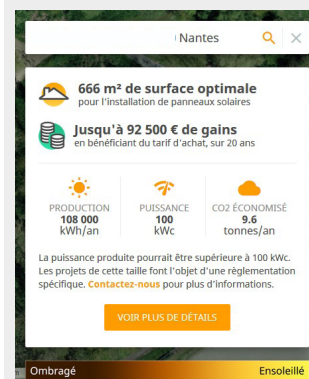 Nantes
666 m² de surface optimale
pour l'installation de panneaux solaires
Jusqu'à 92 500 € de gains
en bénéficiant du tarif d'achat, sur 20 ans
PRODUCTION
108 000
kWh/an
PUISSANCE
100
kWc
CO2 ÉCONOMISÉ
9.6
tonnes/an
La puissance produite pourrait être supérieure à 100 kWc.
Les projets de cette taille font l'objet d'une règlementation
spécifique. Contactez-nous pour plus d'informations.
VOIR PLUS DE DÉTAILS
Ombragé Ensoleillé